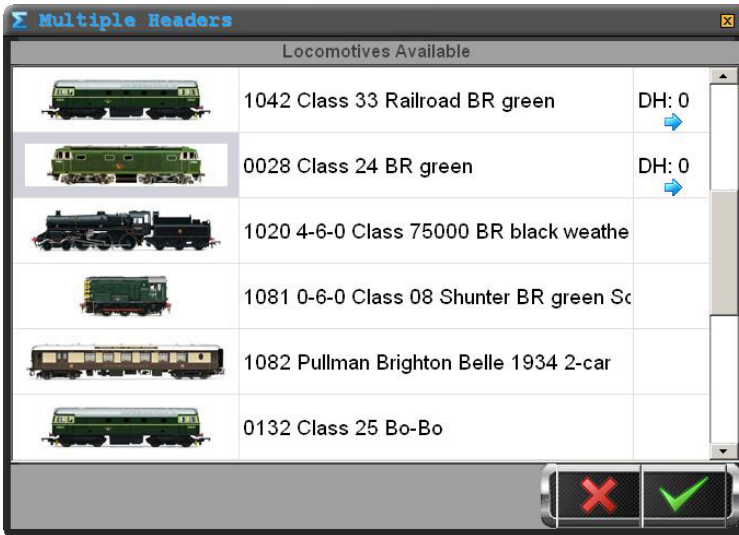 Σ Multiple Headers
Locomotives Available
1042 Class 33 Railroad BR green DH: 0
0028 Class 24 BR green DH: 0
1020 4-6-0 Class 75000 BR black weathe
1081 0-6-0 Class 08 Shunter BR green Sc
1082 Pullman Brighton Belle 1934 2-car
0132 Class 25 Bo-Bo